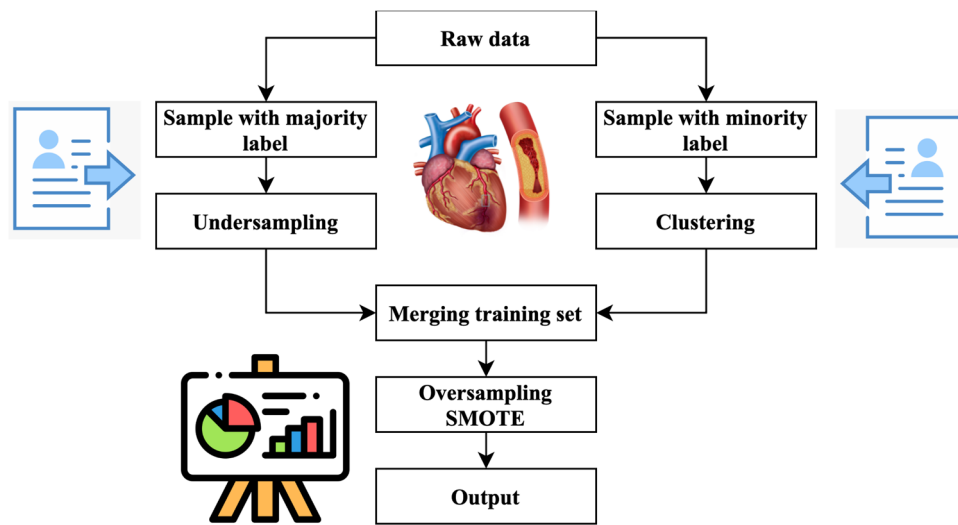 Raw data
Sample with majority
label
Sample with minority
label
Undersampling
Clustering
Merging training set
Oversampling
SMOTE
Output